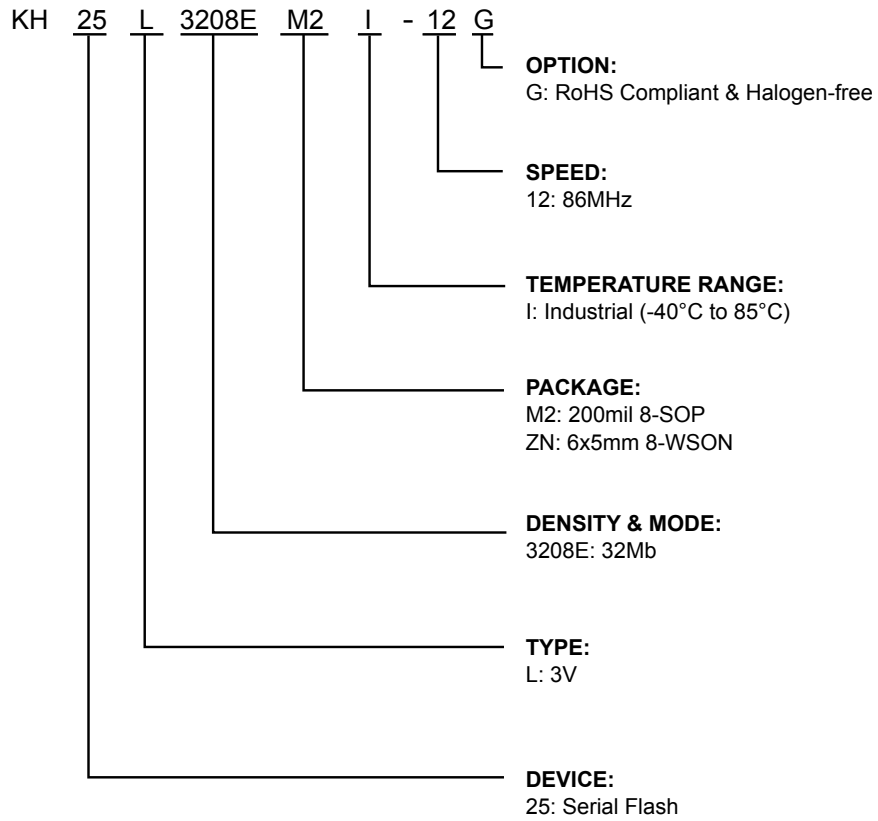 KH 25 L 3208E M2 I - 12 G
OPTION:
G: RoHS Compliant & Halogen-free
SPEED:
12: 86MHz
TEMPERATURE RANGE:
I: Industrial (-40°C to 85°C)
PACKAGE:
M2: 200mil 8-SOP
ZN: 6x5mm 8-WSON
DENSITY & MODE:
3208E: 32Mb
TYPE:
L: 3V
DEVICE:
25: Serial Flash